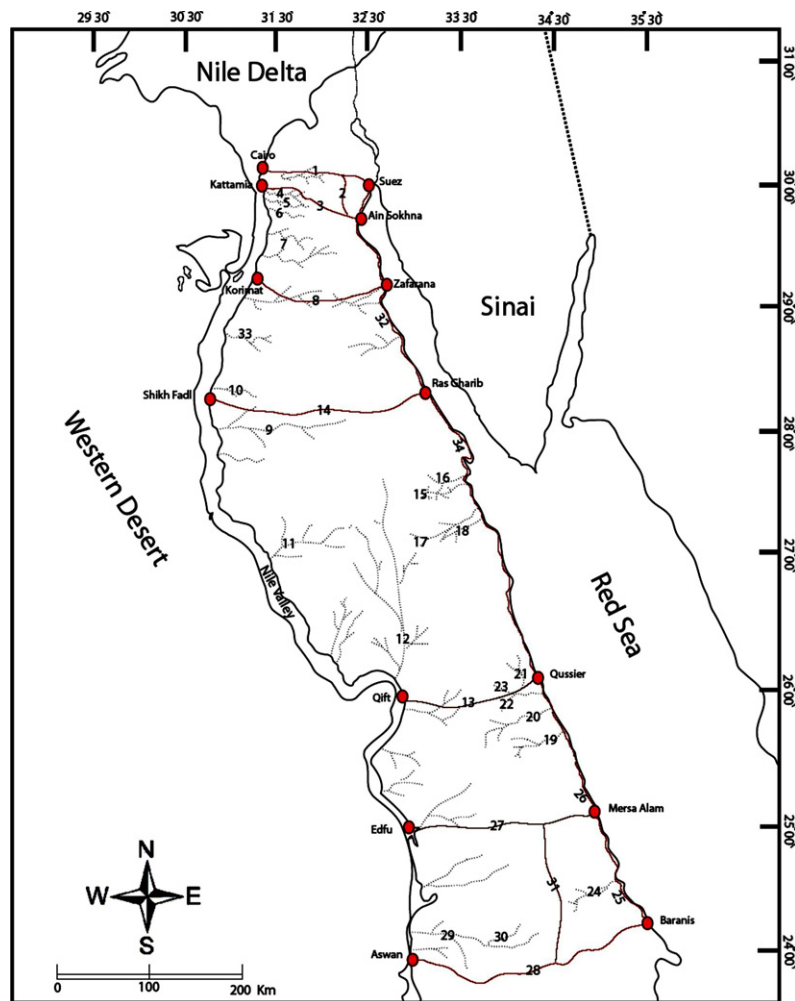 29 30
30 30
31 30
32 30
33 30
34 30
35 30
31 00'
Nile Delta
Cairo
1
30 00'
Kattamia
Suez
4
2
5
3
6
Ain Sokhna
7
Korimat
Zafarana
8
29 00'
Sinai
32
33
10
Ras Gharib
Shikh Fadl
14
9
28 00'
34
Western Desert
16
15
18
17
11
27 00'
Nile Valley
Red Sea
12
21
Qussier
23
26 00'
Qift
13
22
20
19
26
Mersa Alam
27
Edfu
25 00'
N
31
24
25
W
E
Baranis
S
29
30
Aswan
24 00'
28
0
100
200 Km